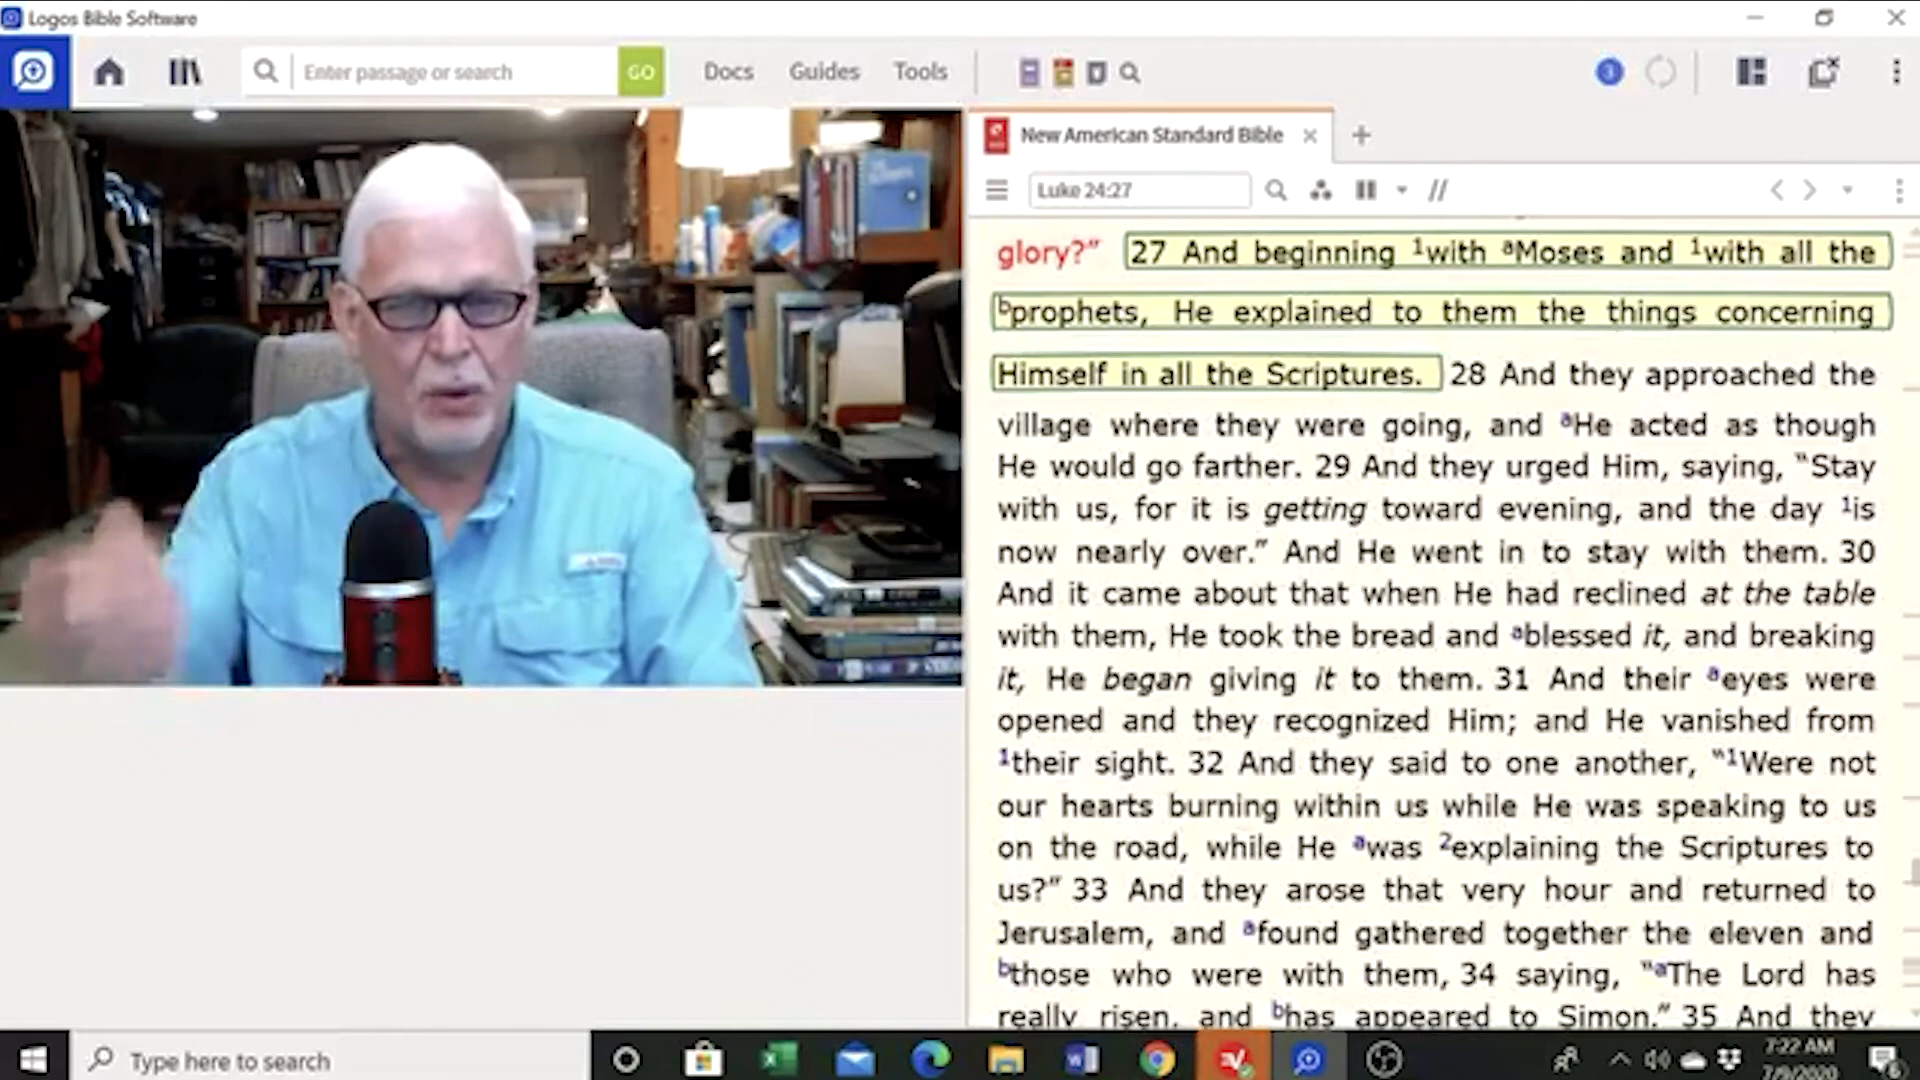 Logos Bible Software
Enter passage or search
GO
Docs
Guides
Tools
New American Standard Bible
Luke 24:27
glory?” 27 And beginning 1with aMoses and 1with all the
bprophets, He explained to them the things concerning
Himself in all the Scriptures. 28 And they approached the
village where they were going, and aHe acted as though
He would go farther. 29 And they urged Him, saying, “Stay
with us, for it is getting toward evening, and the day 1is
now nearly over.” And He went in to stay with them. 30
And it came about that when He had reclined at the table
with them, He took the bread and ablessed it, and breaking
it, He began giving it to them. 31 And their aeyes were
opened and they recognized Him; and He vanished from
1their sight. 32 And they said to one another, “1Were not
our hearts burning within us while He was speaking to us
on the road, while He awas 2explaining the Scriptures to
us?” 33 And they arose that very hour and returned to
Jerusalem, and afound gathered together the eleven and
bthose who were with them, 34 saying, “aThe Lord has
really risen, and bhas appeared to Simon.” 35 And they
Type here to search
7:22 AM
7/9/2020